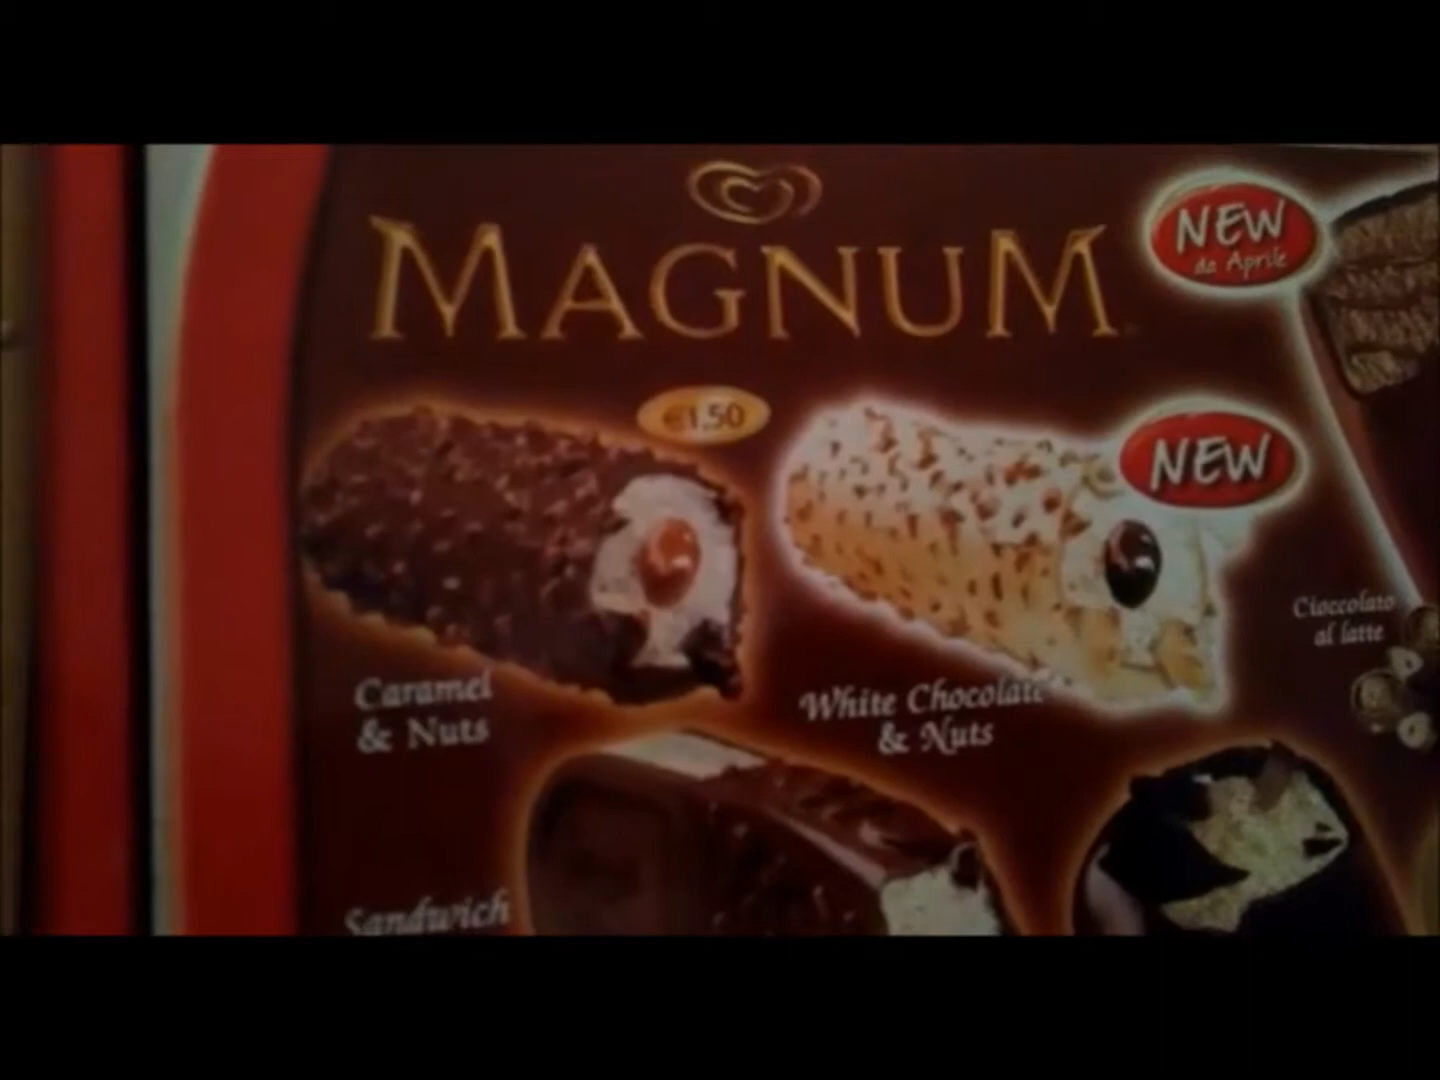 MAGNUM
NEW
da Aprile
€1,50
NEW
Cioccolato
al latte
Caramel
& Nuts
White Chocolate
& Nuts
Sandwich